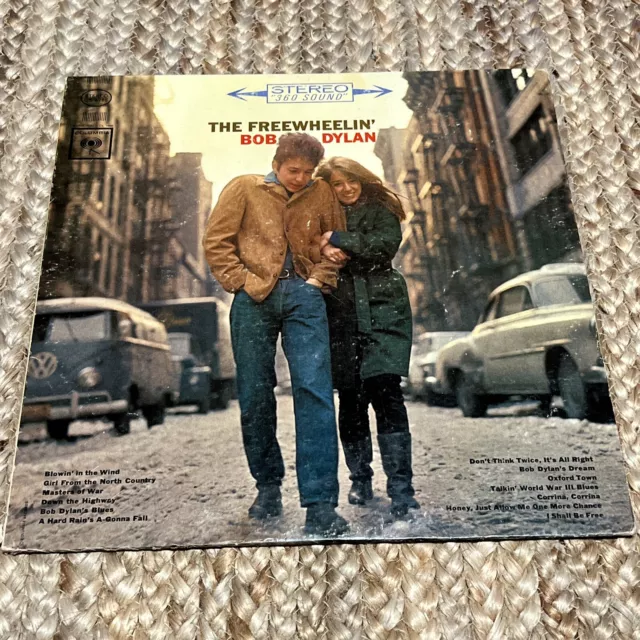 STEREO
"360 SOUND"
THE FREEWHEELIN'
BOB DYLAN
Blowin' in the Wind
Girl From the North Country
Masters of War
Down the Highway
Bob Dylan's Blues
A Hard Rain's A-Gonna Fall
Don't Think Twice, It's All Right
Bob Dylan's Dream
Oxford Town
Talkin' World War III Blues
Corrina, Corrina
Honey, Just Allow Me One More Chance
I Shall Be Free